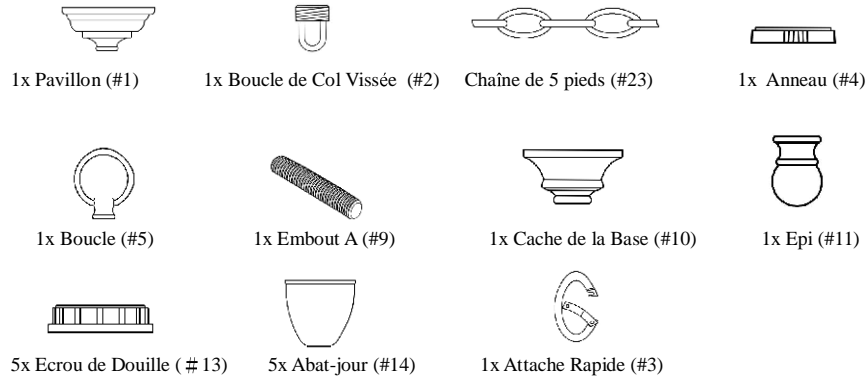 1x Pavillon (#1) 1x Boucle de Col Vissée (#2) Chaîne de 5 pieds (#23) 1x Anneau (#4)
1x Boucle (#5) 1x Embout A (#9) 1x Cache de la Base (#10) 1x Epi (#11)
5x Ecrou de Douille (＃13) 5x Abat-jour (#14) 1x Attache Rapide (#3)